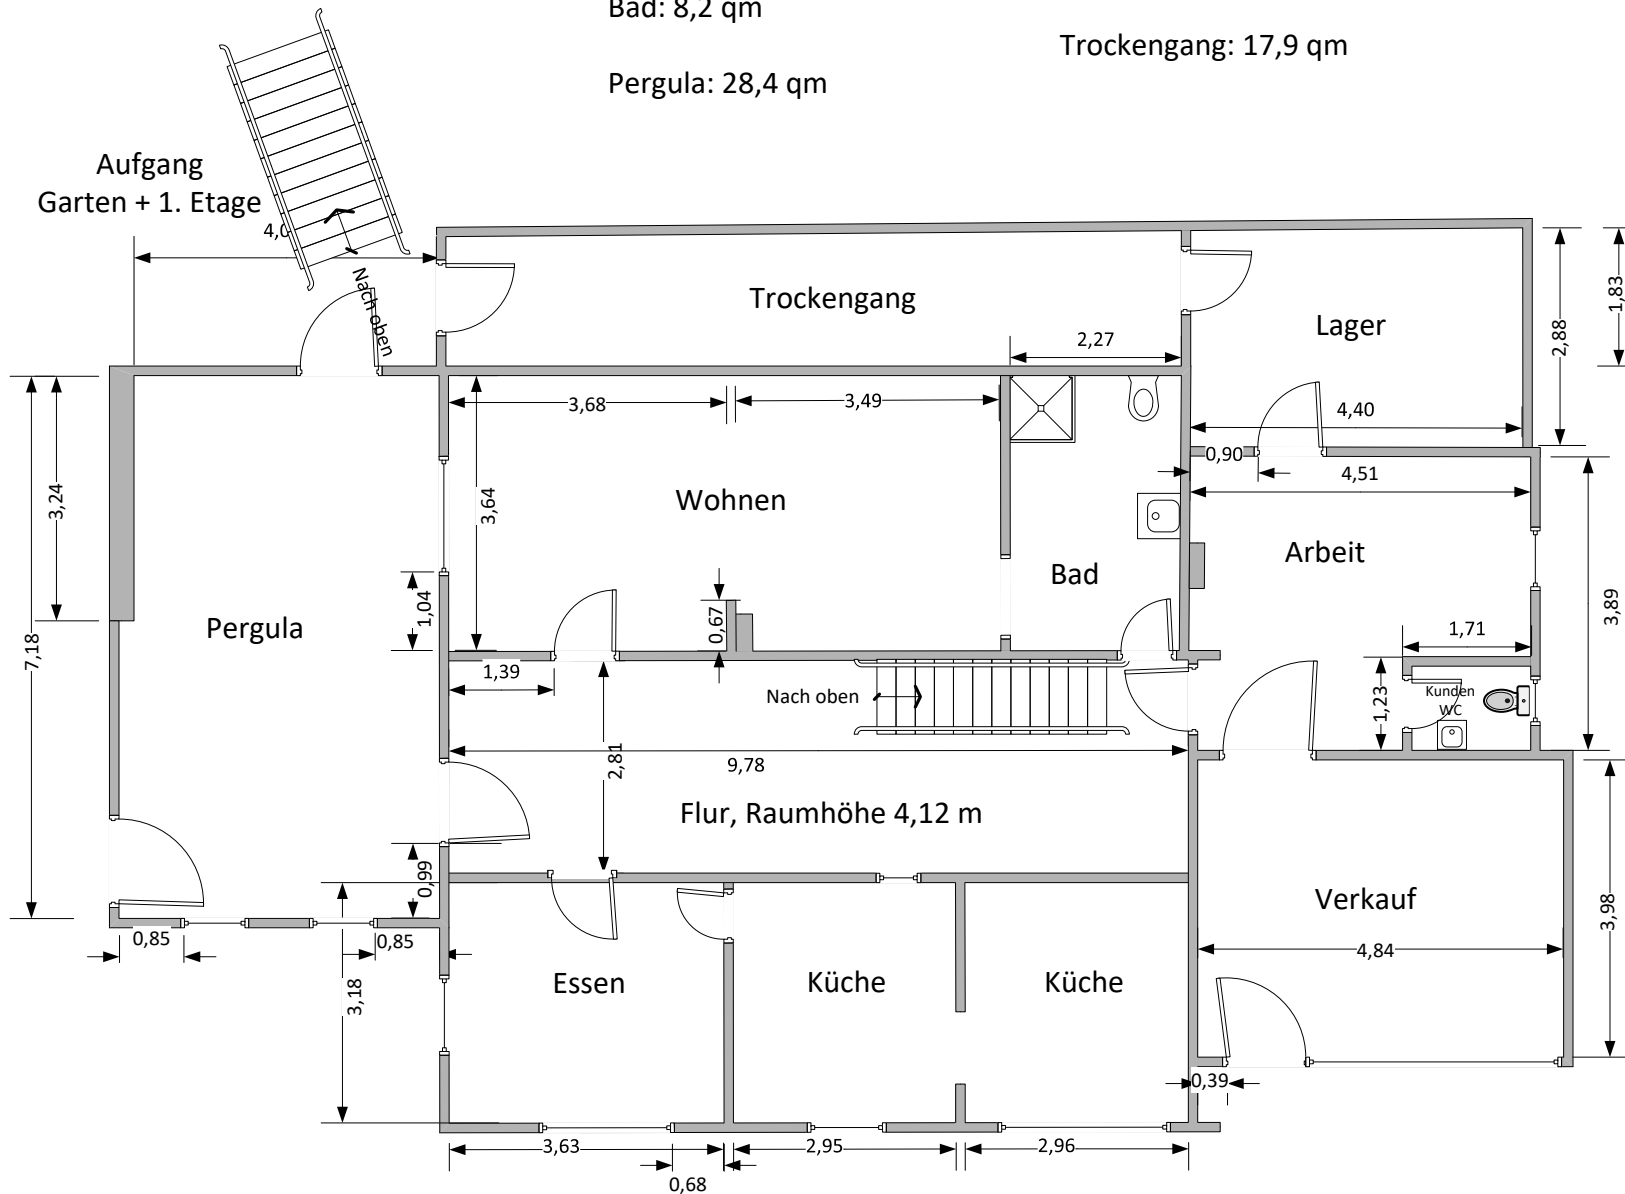 Bad: 8,2 qm
Trockengang: 17,9 qm
Pergula: 28,4 qm
Aufgang
Garten + 1. Etage
Nach oben
Trockengang
Lager
1,83
2,88
2,27
3,68
3,49
4,40
0,90
4,51
3,24
3,64
Wohnen
Arbeit
Bad
1,04
0,67
3,89
7,18
Pergula
1,71
1,39
Nach oben
1,23
Kunden
WC
2,81
9,78
Flur, Raumhöhe 4,12 m
0,99
Verkauf
3,98
0,85
0,85
4,84
3,18
Essen
Küche
Küche
0,39
3,63
2,95
2,96
0,68